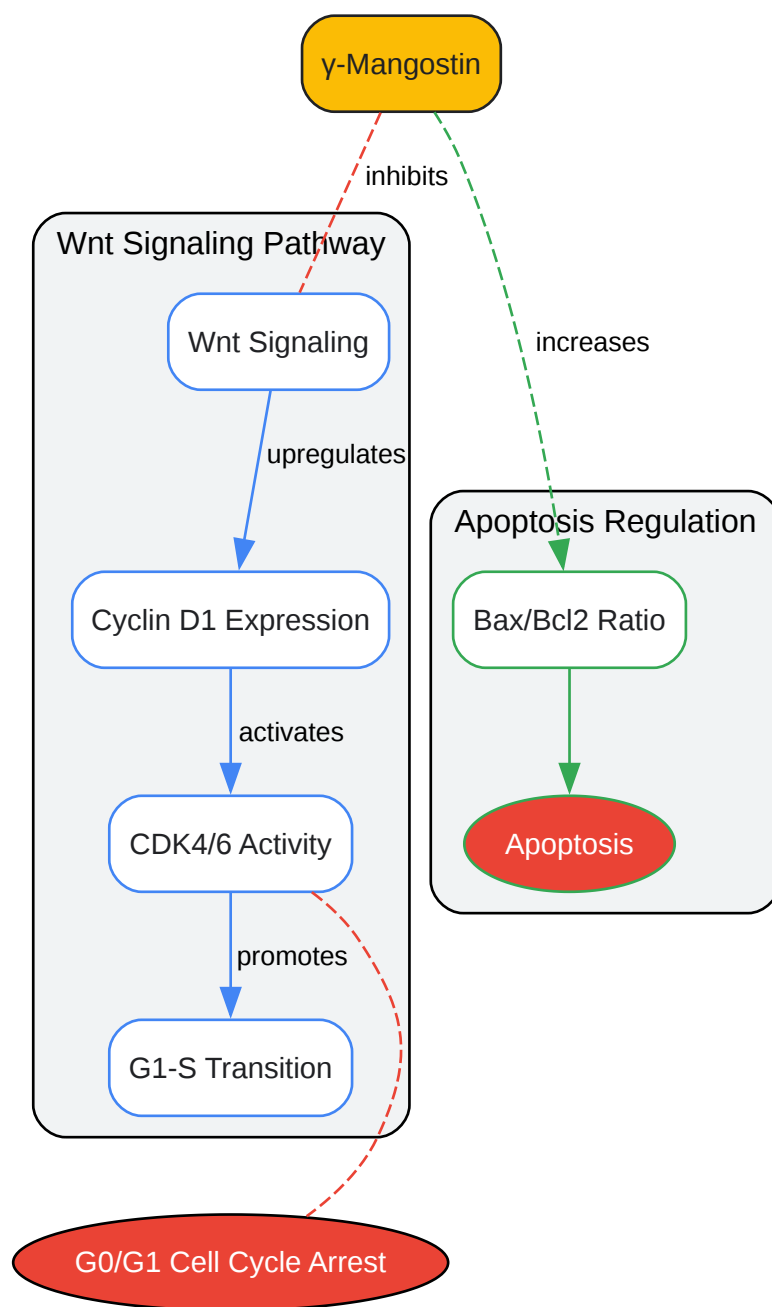 γ-Mangostin
inhibits
Wnt Signaling Pathway
Wnt Signaling
increases
upregulates
Apoptosis Regulation
Cyclin D1 Expression
Bax/Bcl2 Ratio
activates
CDK4/6 Activity
Apoptosis
promotes
G1-S Transition
G0/G1 Cell Cycle Arrest